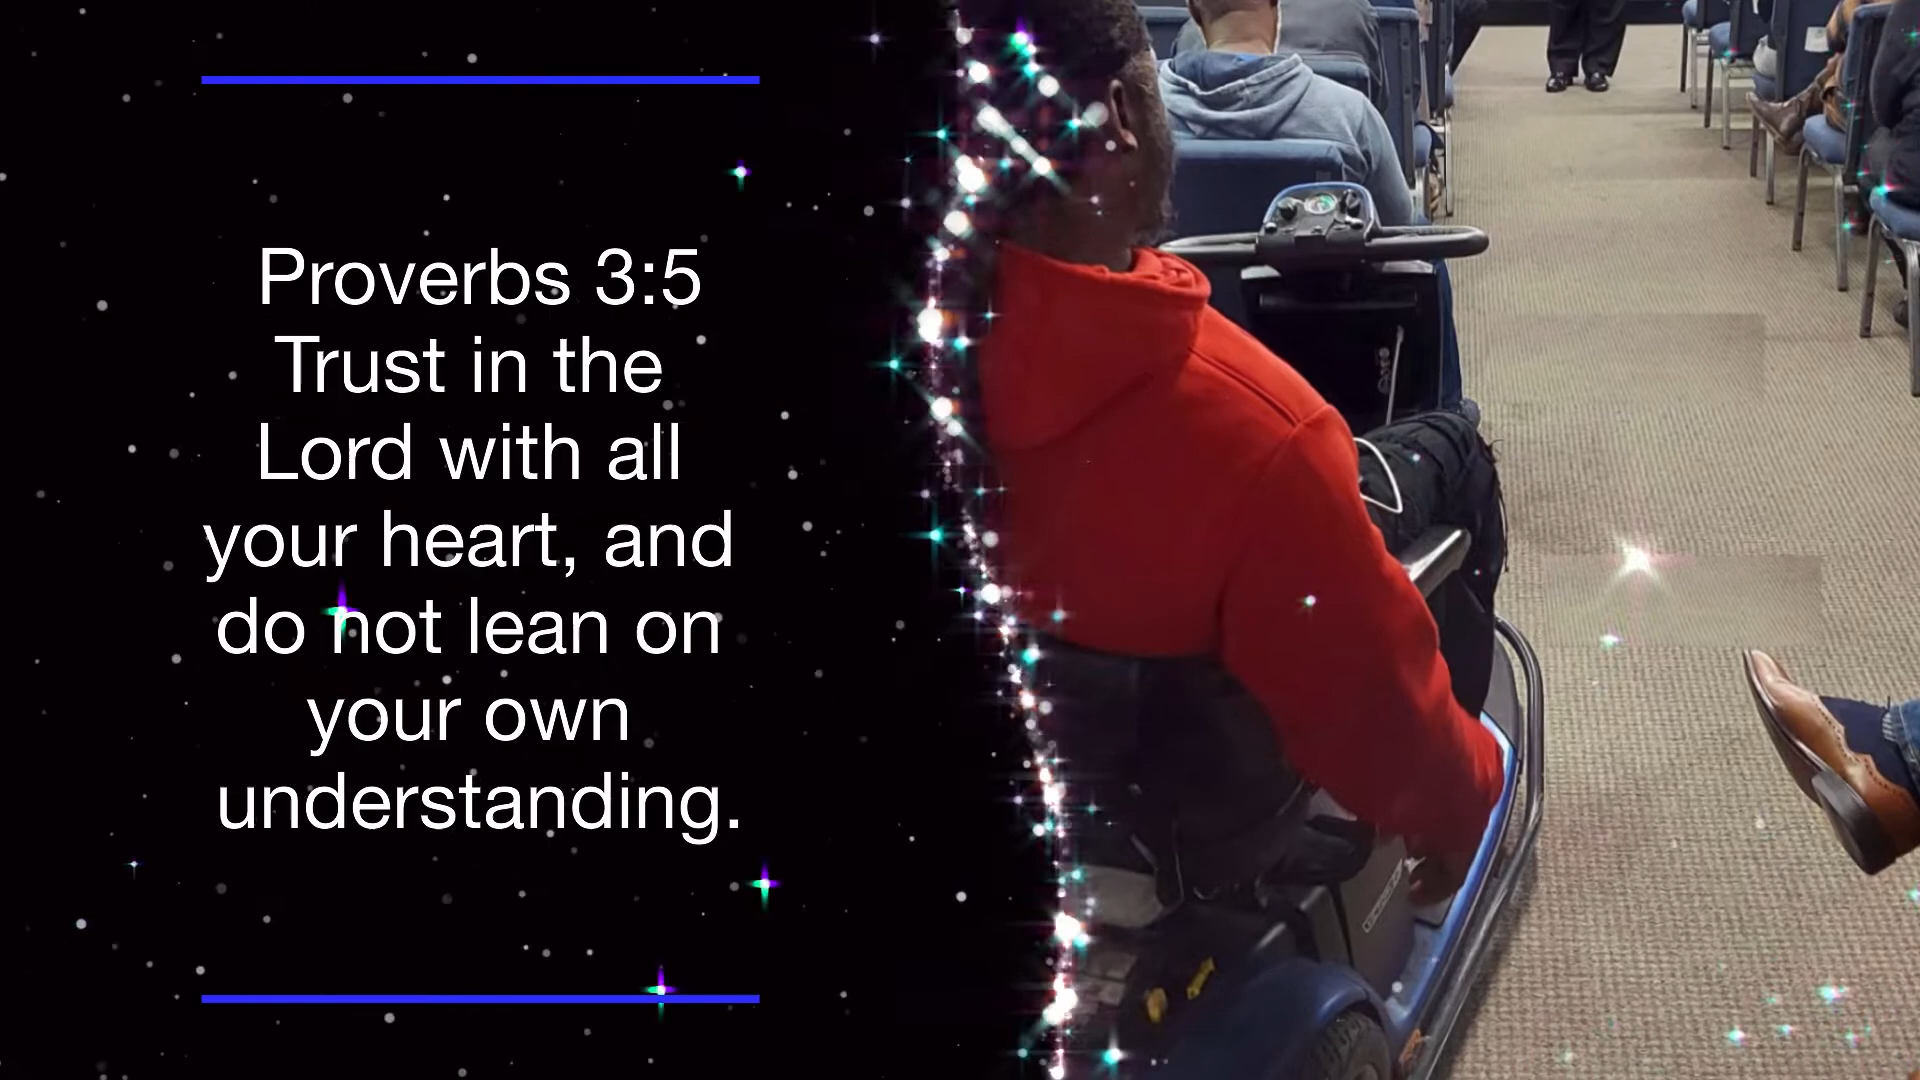 Proverbs 3:5
Trust in the
Lord with all
your heart, and
do not lean on
your own
understanding.